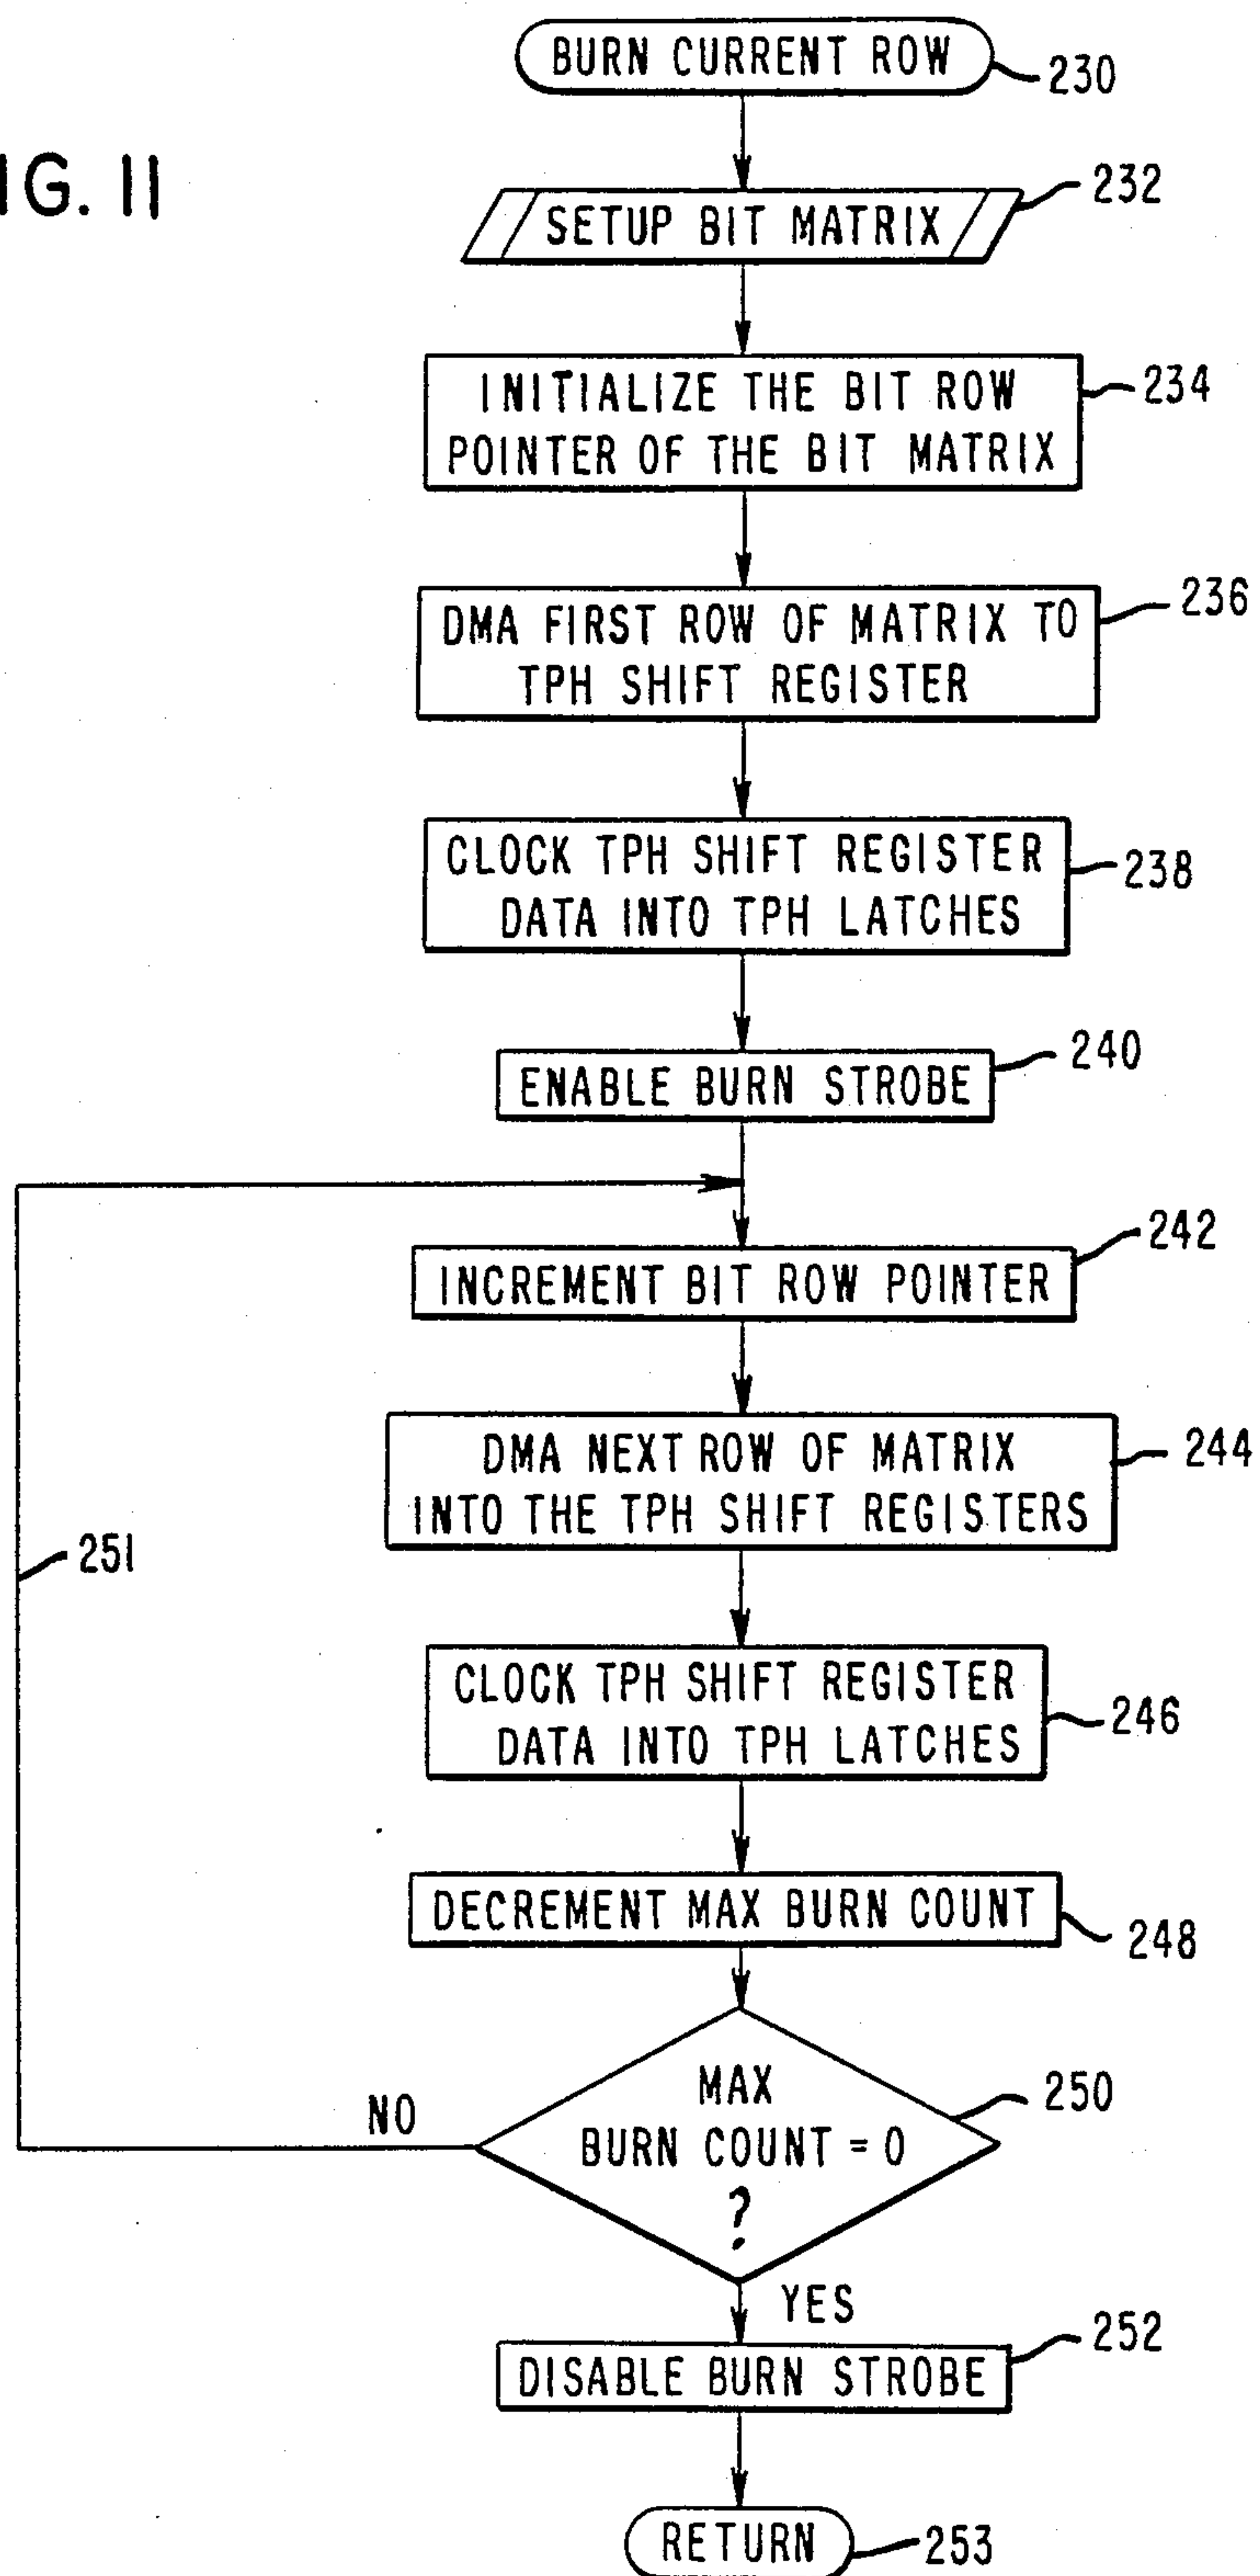 BURN CURRENT ROW
230
IG. 11
SETUP BIT MATRIX
232
INITIALIZE THE BIT ROW
POINTER OF THE BIT MATRIX
234
DMA FIRST ROW OF MATRIX TO
TPH SHIFT REGISTER
236
CLOCK TPH SHIFT REGISTER
DATA INTO TPH LATCHES
238
ENABLE BURN STROBE
240
INCREMENT BIT ROW POINTER
242
DMA NEXT ROW OF MATRIX
INTO THE TPH SHIFT REGISTERS
244
251
CLOCK TPH SHIFT REGISTER
DATA INTO TPH LATCHES
246
DECREMENT MAX BURN COUNT
248
MAX
BURN COUNT = 0
?
250
NO
YES
DISABLE BURN STROBE
252
RETURN
253